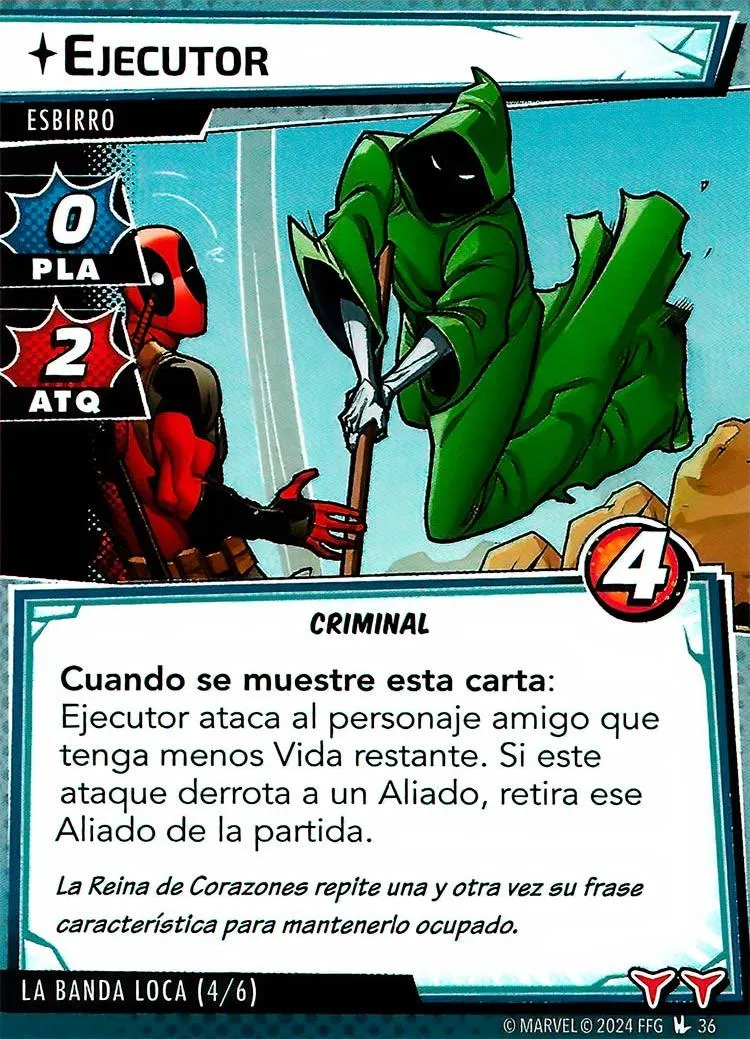 EJECUTOR
ESBIRRO
0
PLA
2
ATQ
4
CRIMINAL
Cuando se muestre esta carta:
Ejecutor ataca al personaje amigo que
tenga menos Vida restante. Si este
ataque derrota a un Aliado, retira ese
Aliado de la partida.
La Reina de Corazones repite una y otra vez su frase
característica para mantenerlo ocupado.
LA BANDA LOCA (4/6)
© MARVEL © 2024 FFG 36